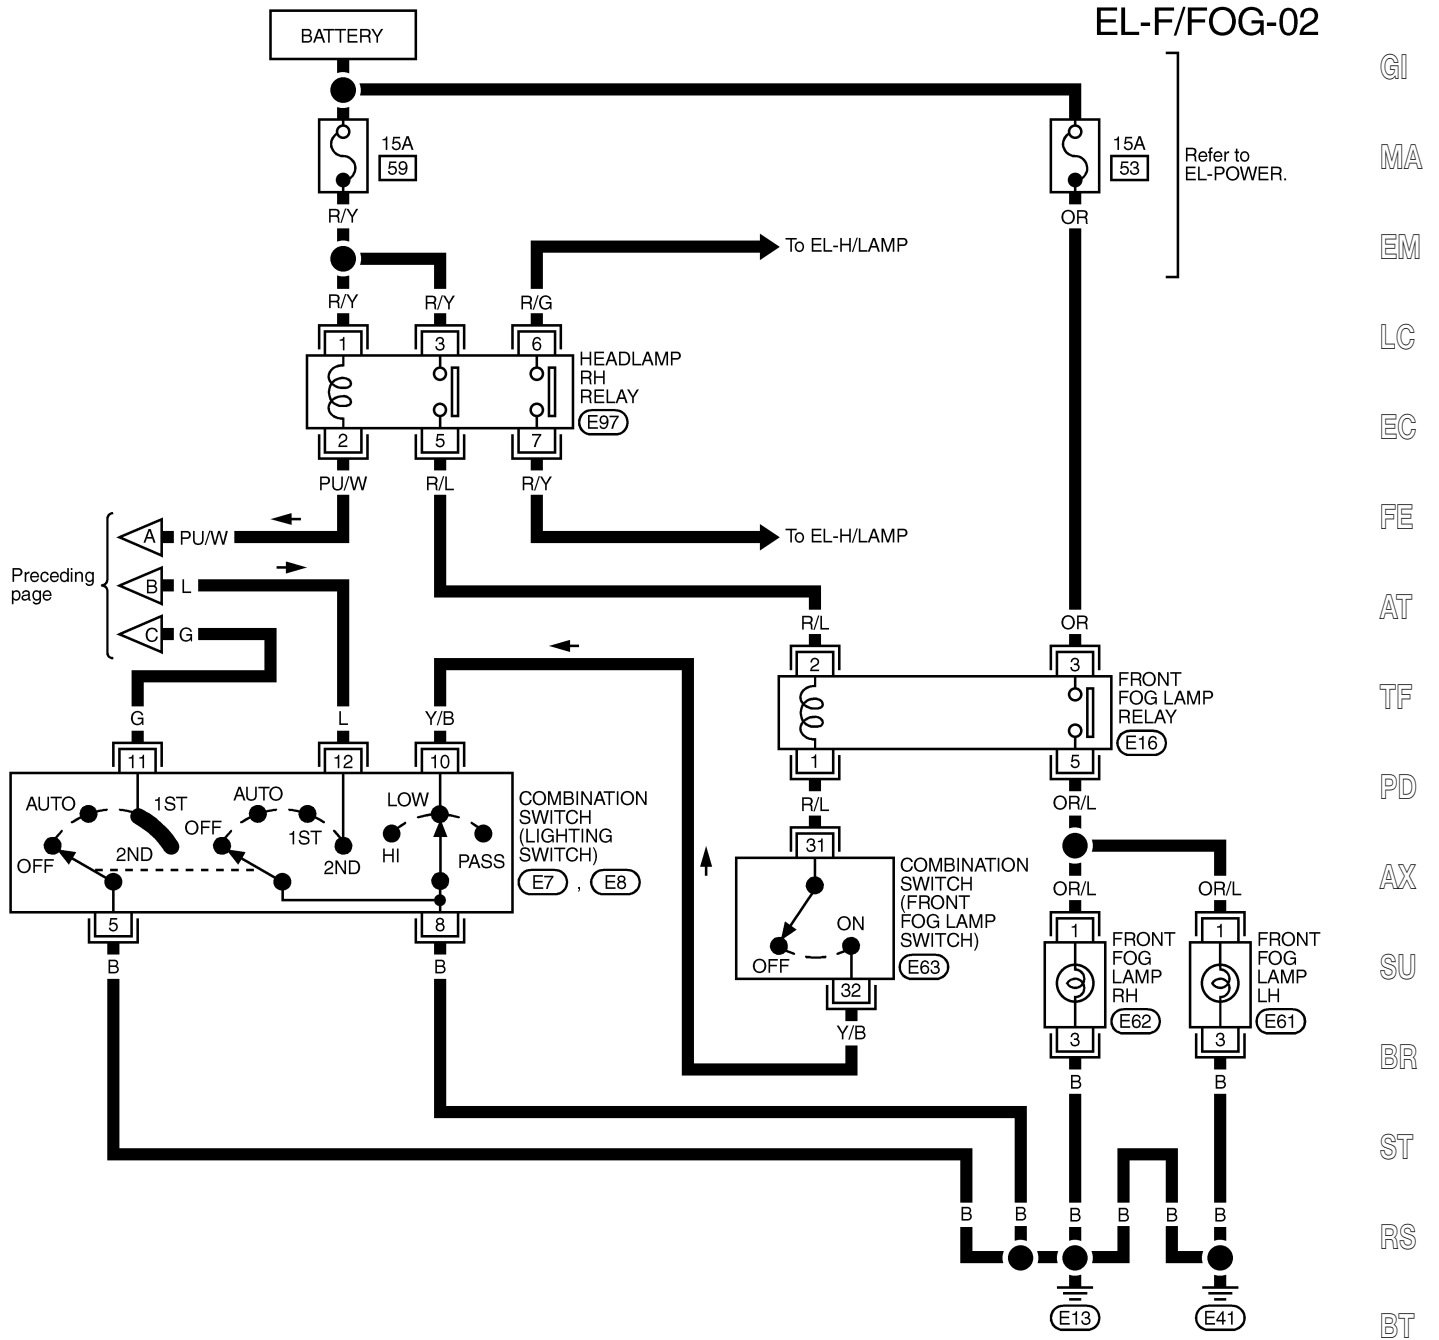 EL-F/FOG-02
BATTERY
GI
MA
EM
LC
EC
FE
AT
TF
PD
AX
SU
BR
ST
RS
BT
15A
59
15A
53
Refer to
EL-POWER.
R/Y
OR
To EL-H/LAMP
R/Y
R/Y
R/G
1
3
6
HEADLAMP
RH
RELAY
E97
2
5
7
PU/W
R/L
R/Y
A
PU/W
To EL-H/LAMP
Preceding
page
B
L
C
G
R/L
OR
2
3
FRONT
FOG LAMP
RELAY
E16
1
5
G
L
Y/B
11
12
10
AUTO
1ST
OFF
2ND
AUTO
OFF
1ST
2ND
LOW
HI
PASS
COMBINATION
SWITCH
(LIGHTING
SWITCH)
E7 , E8
5
8
B
B
R/L
31
COMBINATION
SWITCH
(FRONT
FOG LAMP
SWITCH)
E63
ON
OFF
32
Y/B
OR/L
OR/L
OR/L
1
1
FRONT
FOG
LAMP
RH
E62
FRONT
FOG
LAMP
LH
E61
3
3
B
B
B
B
B
B
B
B
E13
E41